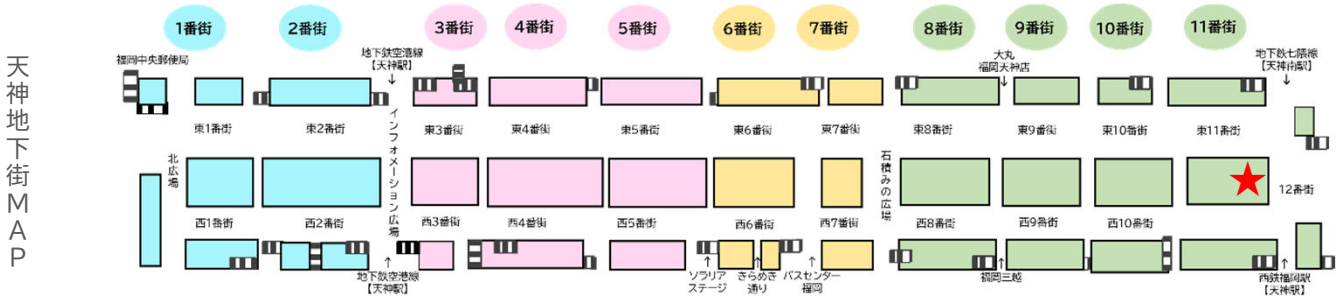 天神地下街MAP
1番街
2番街
3番街
4番街
5番街
6番街
7番街
8番街
9番街
10番街
11番街
福岡中央郵便局
地下鉄空港線
【天神駅】
大丸
福岡天神店
地下鉄七隈線
【天神南駅】
東1番街
東2番街
東3番街
東4番街
東5番街
東6番街
東7番街
東8番街
東9番街
東10番街
東11番街
北広場
インフォメーション広場
石積みの広場
12番街
西1番街
西2番街
西3番街
西4番街
西5番街
西6番街
西7番街
西8番街
西9番街
西10番街
西11番街
地下鉄空港線
【天神駅】
ソラリア
ステージ
きらめき
通り
バスセンター
福岡
福岡三越
西鉄福岡駅
【天神駅】